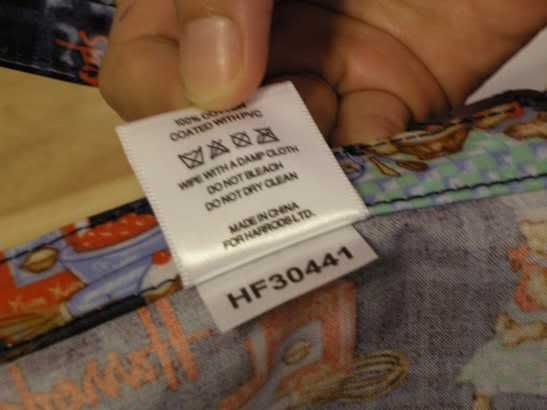 100% COTTON
COATED WITH PVC
WIPE WITH A DAMP CLOTH
DO NOT BLEACH
DO NOT DRY CLEAN
MADE IN CHINA
FOR HARRODS LTD.
HF30441